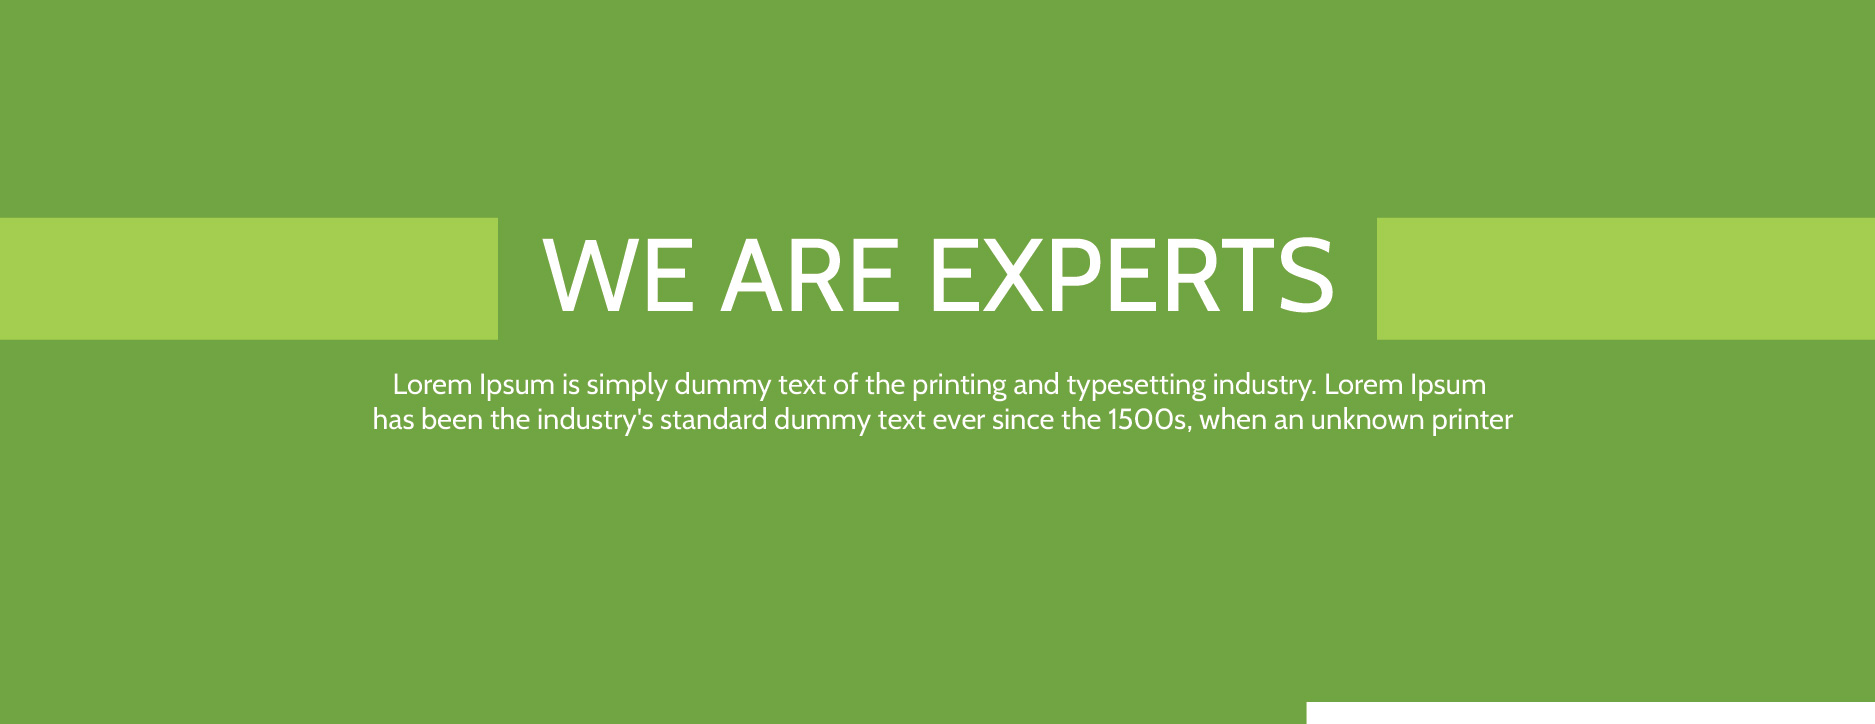 WE ARE EXPERTS
Lorem Ipsum is simply dummy text of the printing and typesetting industry. Lorem Ipsum
has been the industry's standard dummy text ever since the 1500s, when an unknown printer